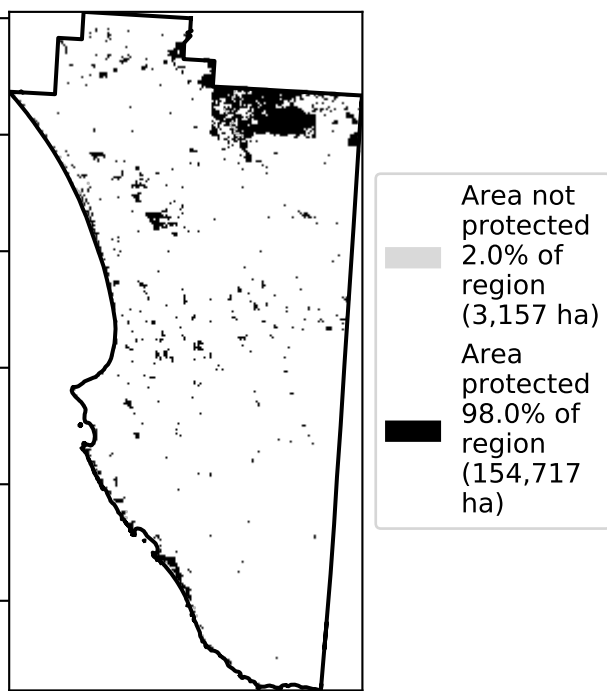 Area not
protected
2.0% of
region
(3,157 ha)
Area
protected
98.0% of
region
(154,717
ha)